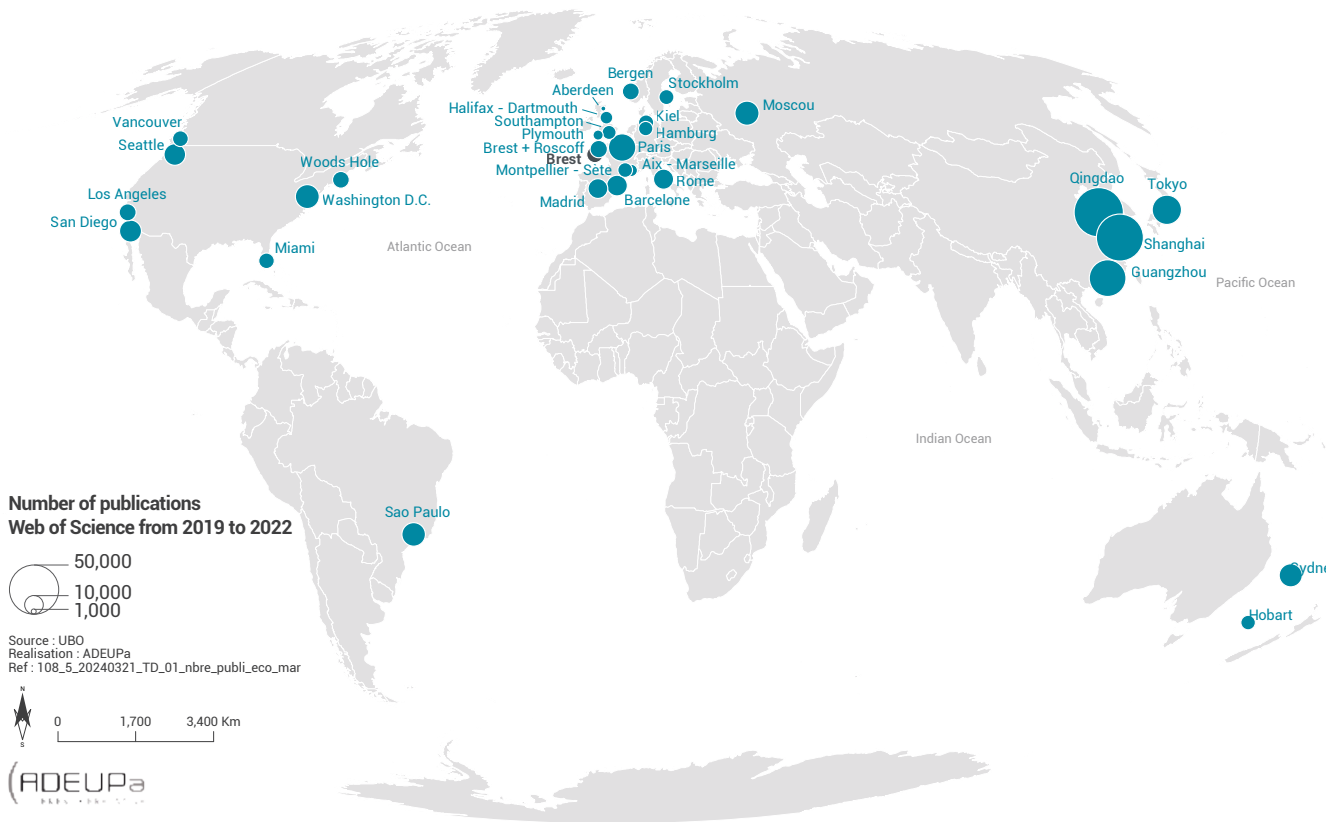 Bergen
Stockholm
Aberdeen
Halifax - Dartmouth
Moscou
Kiel
Southampton
Vancouver
Plymouth
Hamburg
Seattle
Brest + Roscoff
Paris
Brest
Woods Hole
Aix - Marseille
Montpellier - Sète
Rome
Qingdao
Tokyo
Los Angeles
Washington D.C.
Madrid
Barcelone
San Diego
Miami
Atlantic Ocean
Shanghai
Guangzhou
Pacific Ocean
Indian Ocean
Number of publications
Web of Science from 2019 to 2022
Sao Paulo
50,000
10,000
1,000
Sydne
Hobart
Source : UBO
Realisation : ADEUPa
Ref : 108_5_20240321_TD_01_nbre_publi_eco_mar
N
S
0 1,700 3,400 Km
ADEUPa